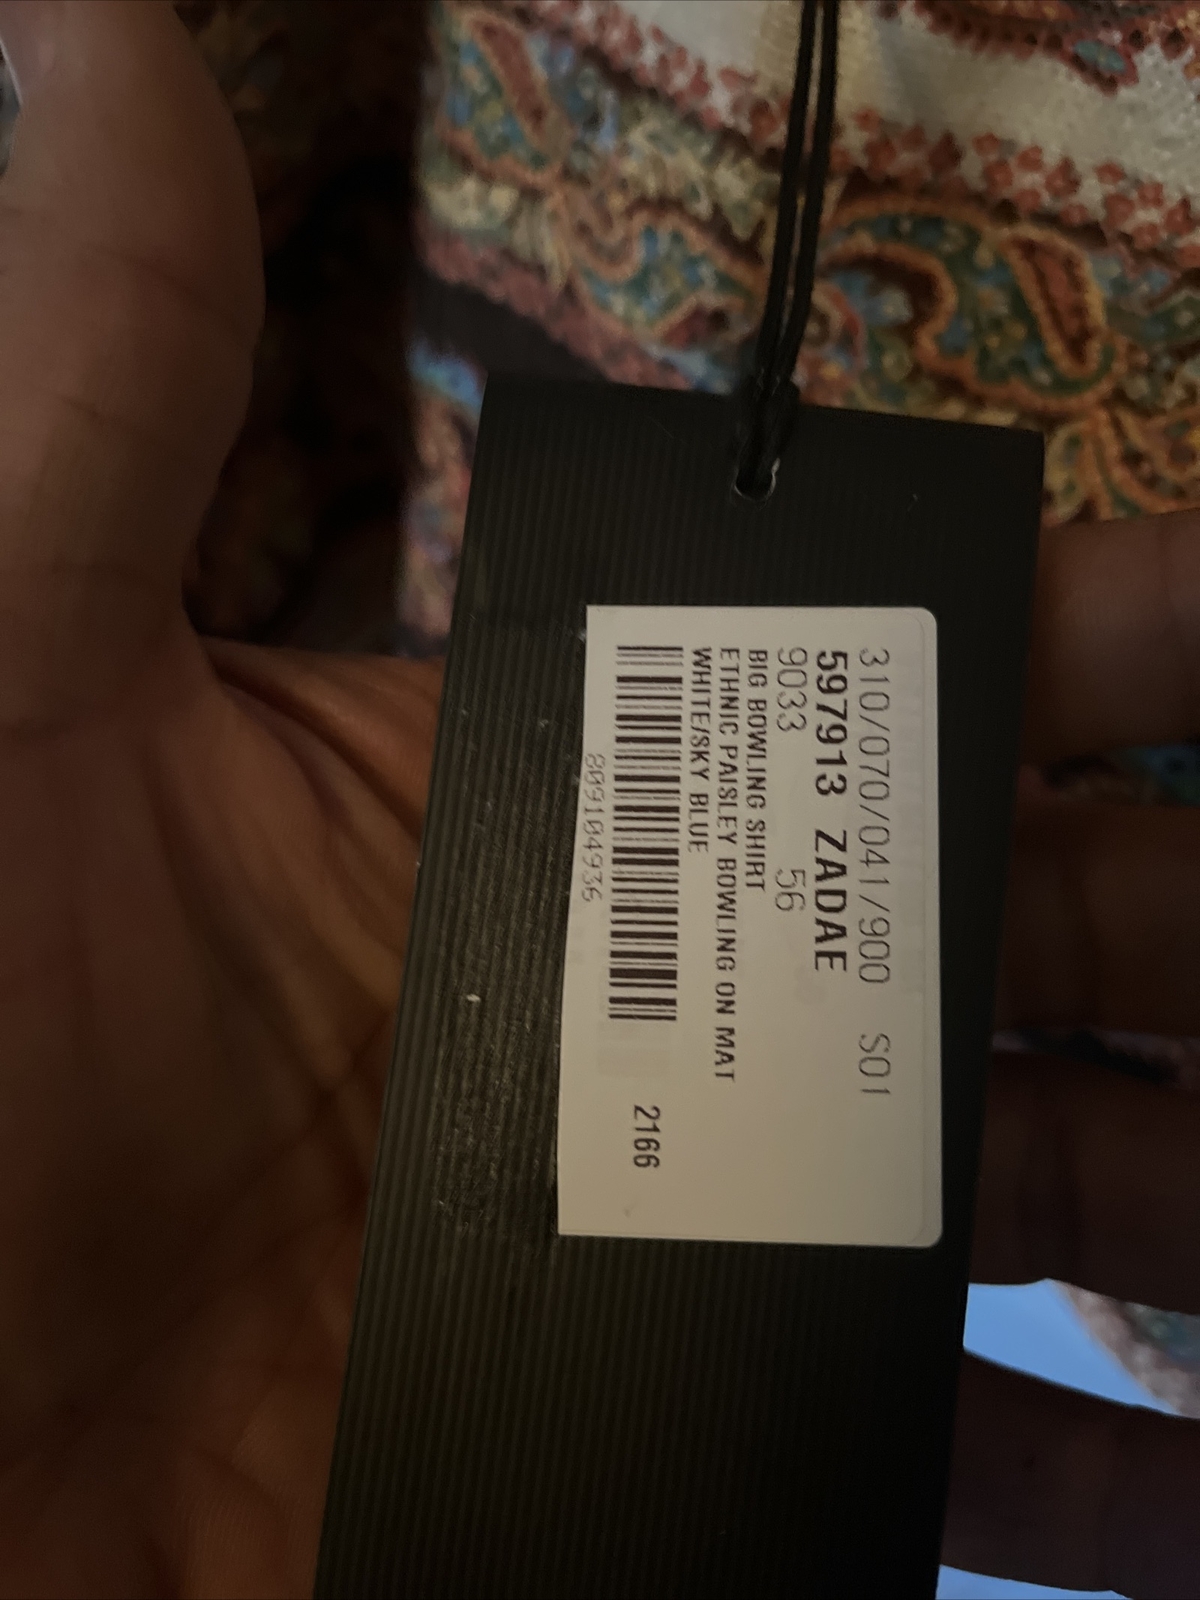 310/070/041/900 S01
597913 ZADAE
9033 56
BIG BOWLING SHIRT
ETHNIC PAISLEY BOWLING ON MAT
WHITE/SKY BLUE
2166
809104936